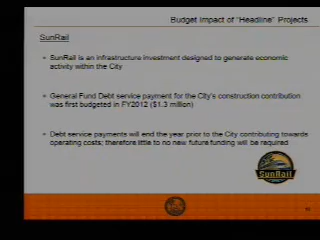 Budget Impact of "Headline" Projects
SunRail
SunRail is an infrastructure investment designed to generate economic
activity within the City
General Fund Debt service payment for the City's construction contribution
was first budgeted in FY2012 ($1.3 million)
Debt service payments will end the year prior to the City contributing towards
operating costs; therefore little to no new future funding will be required
SunRail